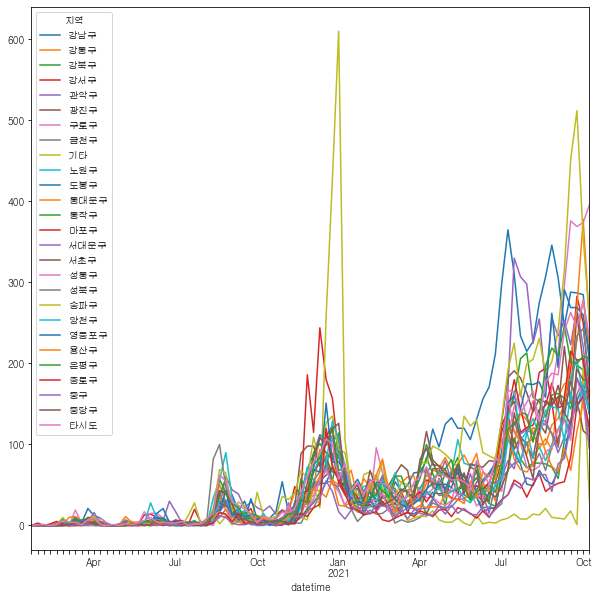 지역
강남구
강동구
강북구
강서구
관악구
광진구
구로구
금천구
기타
노원구
도봉구
동대문구
동작구
마포구
서대문구
서초구
성동구
성북구
송파구
양천구
영등포구
용산구
은평구
종로구
중구
중랑구
타시도
600
500
400
300
200
100
0
Apr
Jul
Oct
Jan
2021
Apr
Jul
Oct
datetime